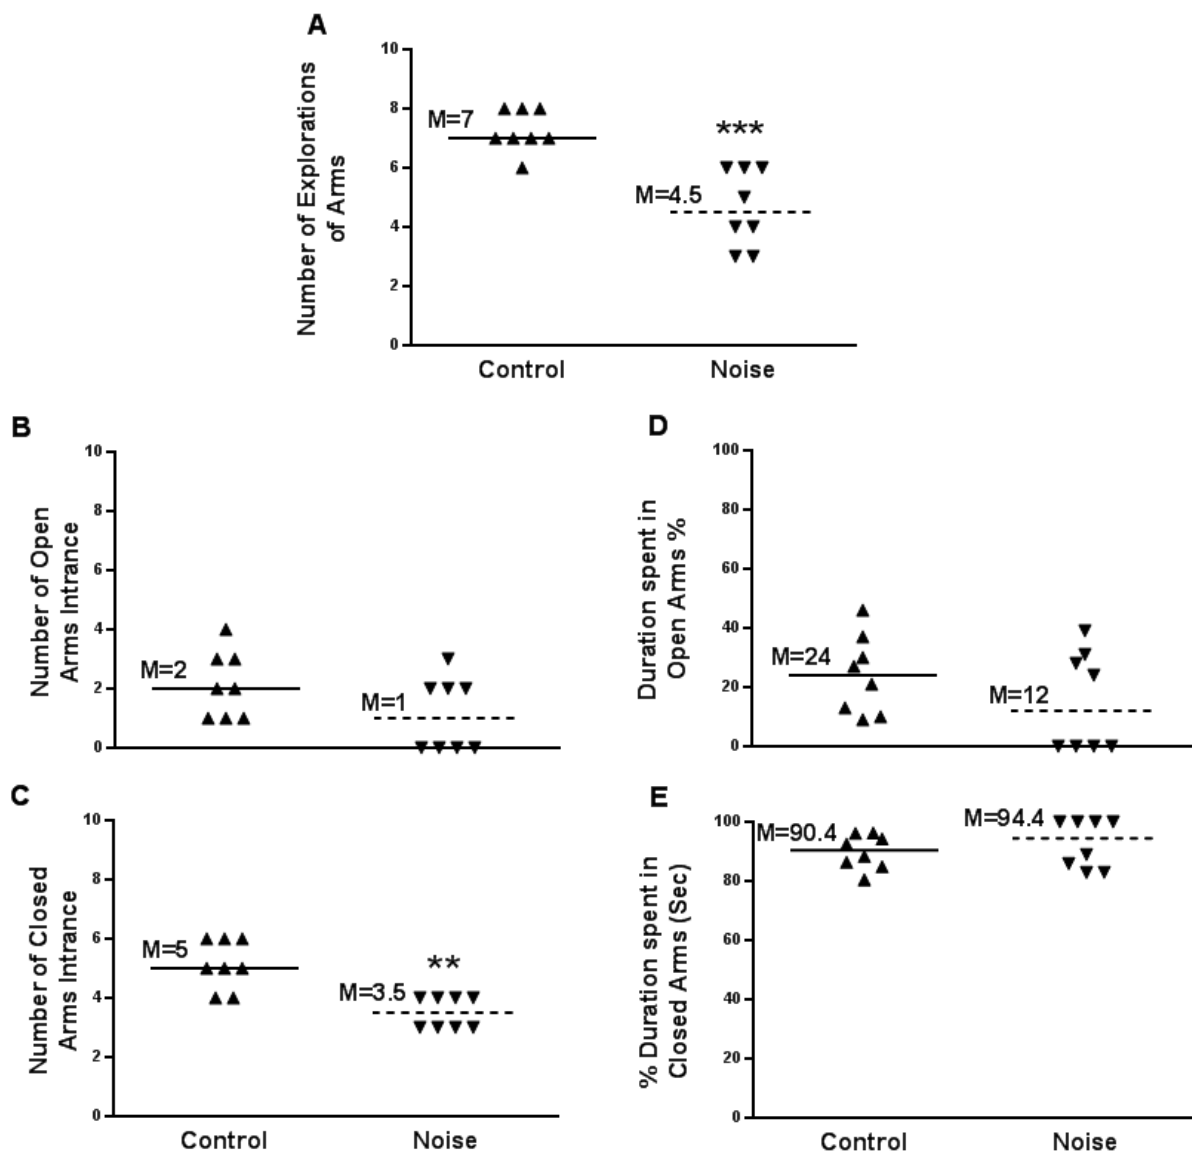 A
10
8
6
4
2
0
Number of Explorations
of Arms
M=7
***
M=4.5
Control
Noise
B
10
8
6
4
2
0
Number of Open
Arms Intrance
M=2
M=1
D
100
80
60
40
20
0
Duration spent in
Open Arms %
M=24
M=12
C
10
8
6
4
2
0
Number of Closed
Arms Intrance
M=5
**
M=3.5
Control
Noise
E
100
80
60
40
20
0
% Duration spent in
Closed Arms (Sec)
M=90.4
M=94.4
Control
Noise